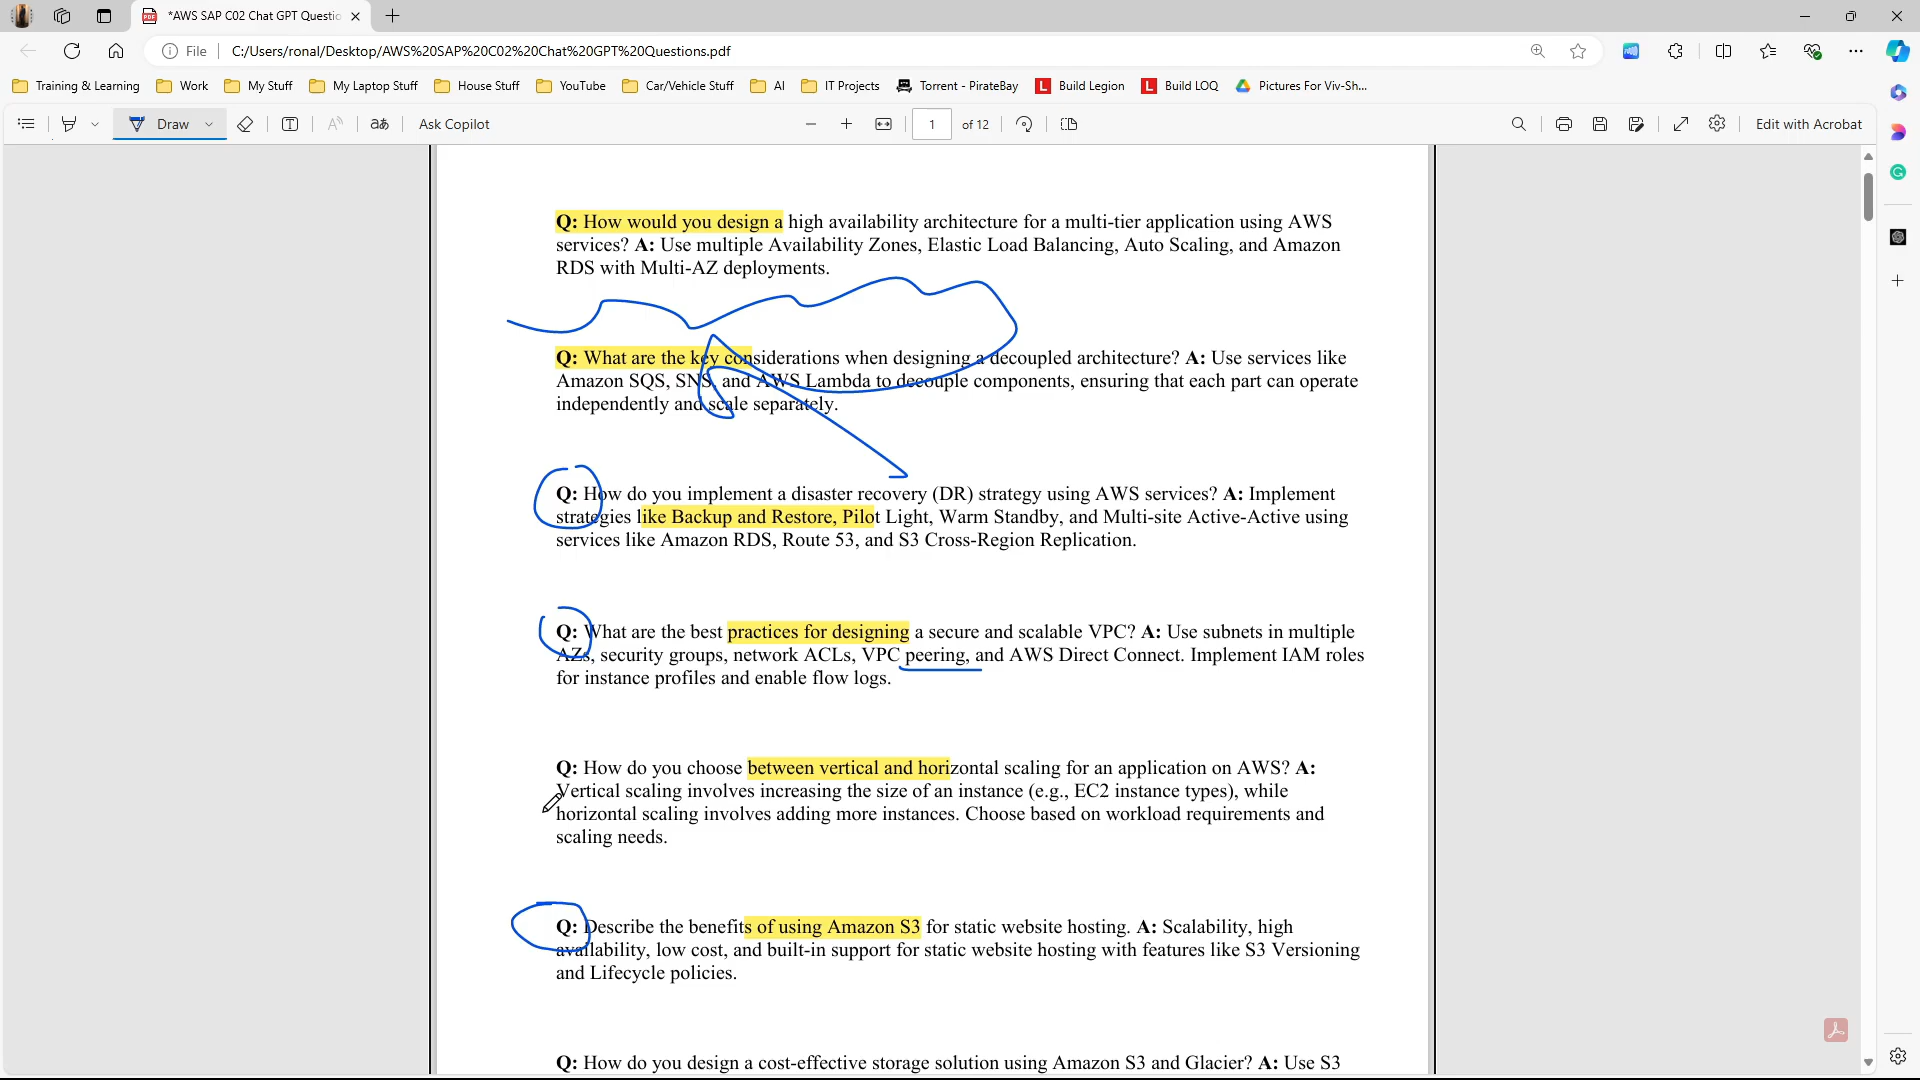 *AWS SAP C02 Chat GPT Questio
File C:/Users/ronal/Desktop/AWS%20SAP%20C02%20Chat%20GPT%20Questions.pdf
Training & Learning Work My Stuff My Laptop Stuff House Stuff YouTube Car/Vehicle Stuff AI IT Projects Torrent - PirateBay Build Legion Build LOQ Pictures For Viv-Sh...
Draw Ask Copilot 1 of 12 Edit with Acrobat
Q: How would you design a high availability architecture for a multi-tier application using AWS
services? A: Use multiple Availability Zones, Elastic Load Balancing, Auto Scaling, and Amazon
RDS with Multi-AZ deployments.
Q: What are the key considerations when designing a decoupled architecture? A: Use services like
Amazon SQS, SNS, and AWS Lambda to decouple components, ensuring that each part can operate
independently and scale separately.
Q: How do you implement a disaster recovery (DR) strategy using AWS services? A: Implement
strategies like Backup and Restore, Pilot Light, Warm Standby, and Multi-site Active-Active using
services like Amazon RDS, Route 53, and S3 Cross-Region Replication.
Q: What are the best practices for designing a secure and scalable VPC? A: Use subnets in multiple
AZs, security groups, network ACLs, VPC peering, and AWS Direct Connect. Implement IAM roles
for instance profiles and enable flow logs.
Q: How do you choose between vertical and horizontal scaling for an application on AWS? A:
Vertical scaling involves increasing the size of an instance (e.g., EC2 instance types), while
horizontal scaling involves adding more instances. Choose based on workload requirements and
scaling needs.
Q: Describe the benefits of using Amazon S3 for static website hosting. A: Scalability, high
availability, low cost, and built-in support for static website hosting with features like S3 Versioning
and Lifecycle policies.
Q: How do you design a cost-effective storage solution using Amazon S3 and Glacier? A: Use S3